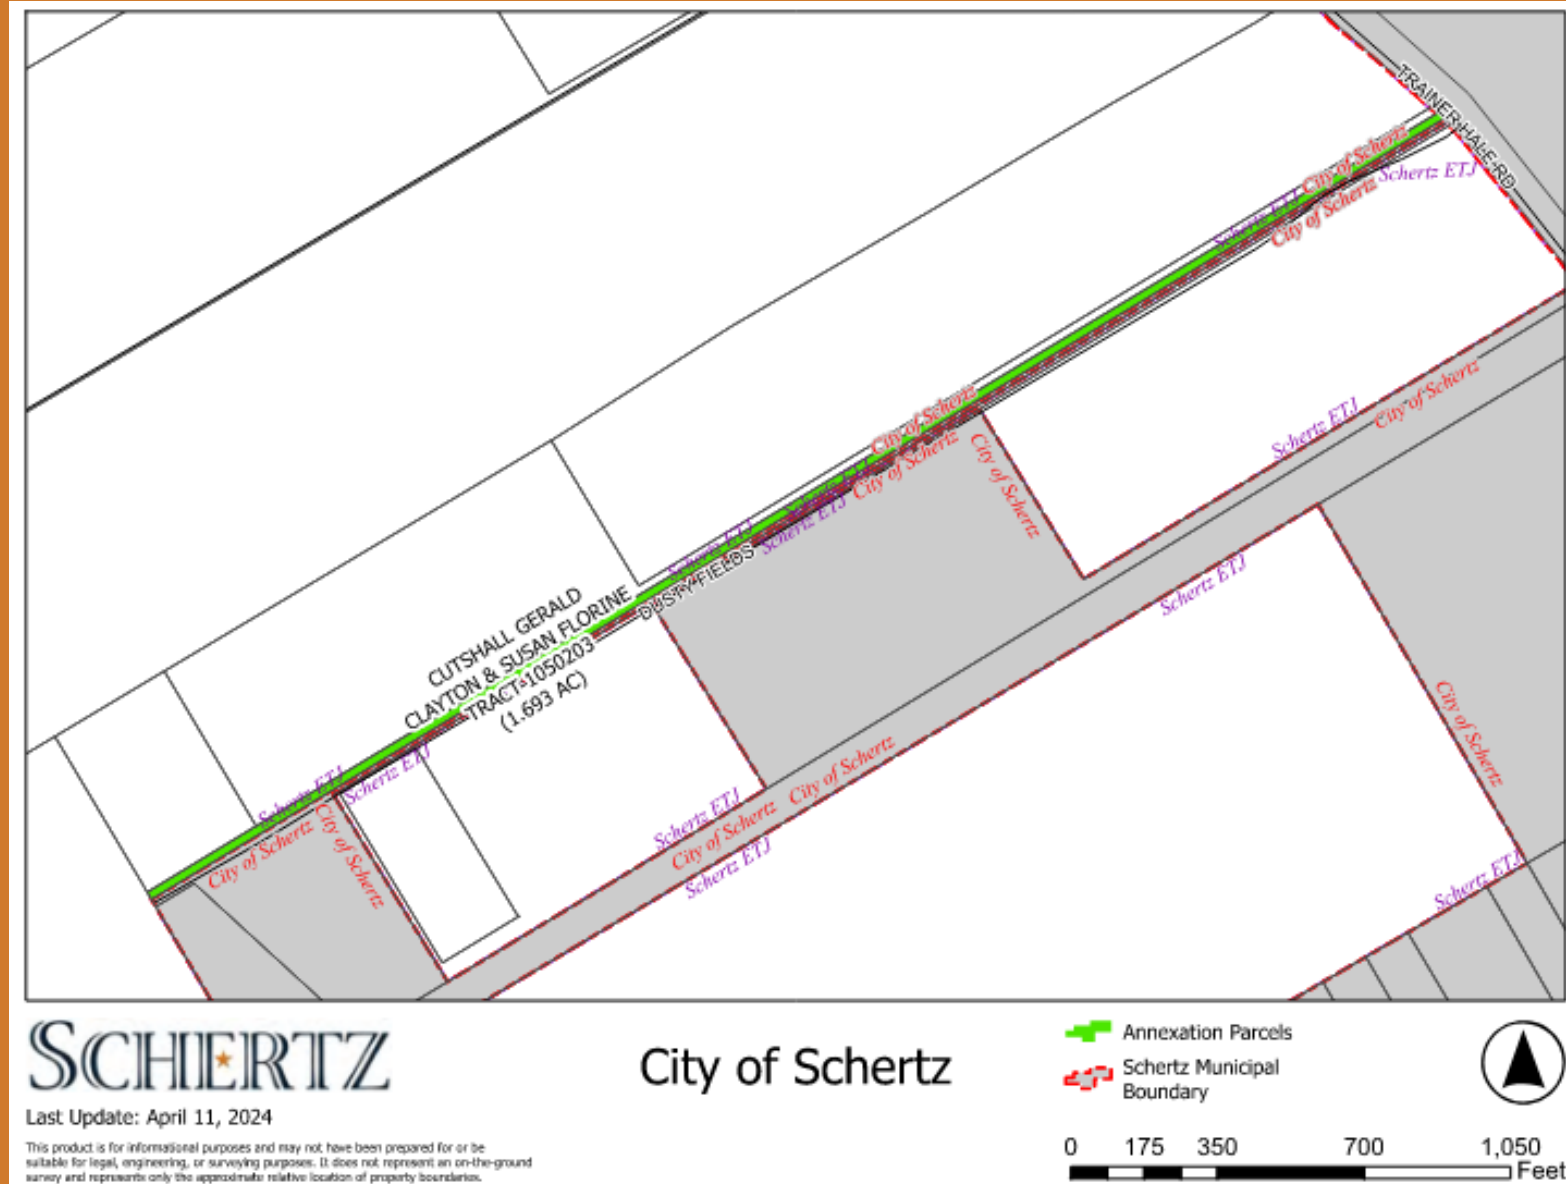 TRAINER HALE RD
City of Schertz
Schertz ETJ
Schertz ETJ
City of Schertz
City of Schertz
City of Schertz
Schertz ETJ
City of Schertz
City of Schertz
Schertz ETJ
Schertz ETJ
Schertz ETJ
Schertz ETJ
DUSTY FIELDS
Schertz ETJ
CUTSHALL GERALD
CLAYTON & SUSAN FLORINE
TRACT 1050203
(1.693 AC)
City of Schertz
City of Schertz
Schertz ETJ
Schertz ETJ
Schertz ETJ
City of Schertz
Schertz ETJ
City of Schertz
City of Schertz
Schertz ETJ
Schertz ETJ
SCHERTZ
Last Update: April 11, 2024
This product is for informational purposes and may not have been prepared for or be
suitable for legal, engineering, or surveying purposes. It does not represent an on-the-ground
survey and represents only the approximate relative location of property boundaries.
City of Schertz
Annexation Parcels
Schertz Municipal
Boundary
0 175 350 700 1,050
Feet